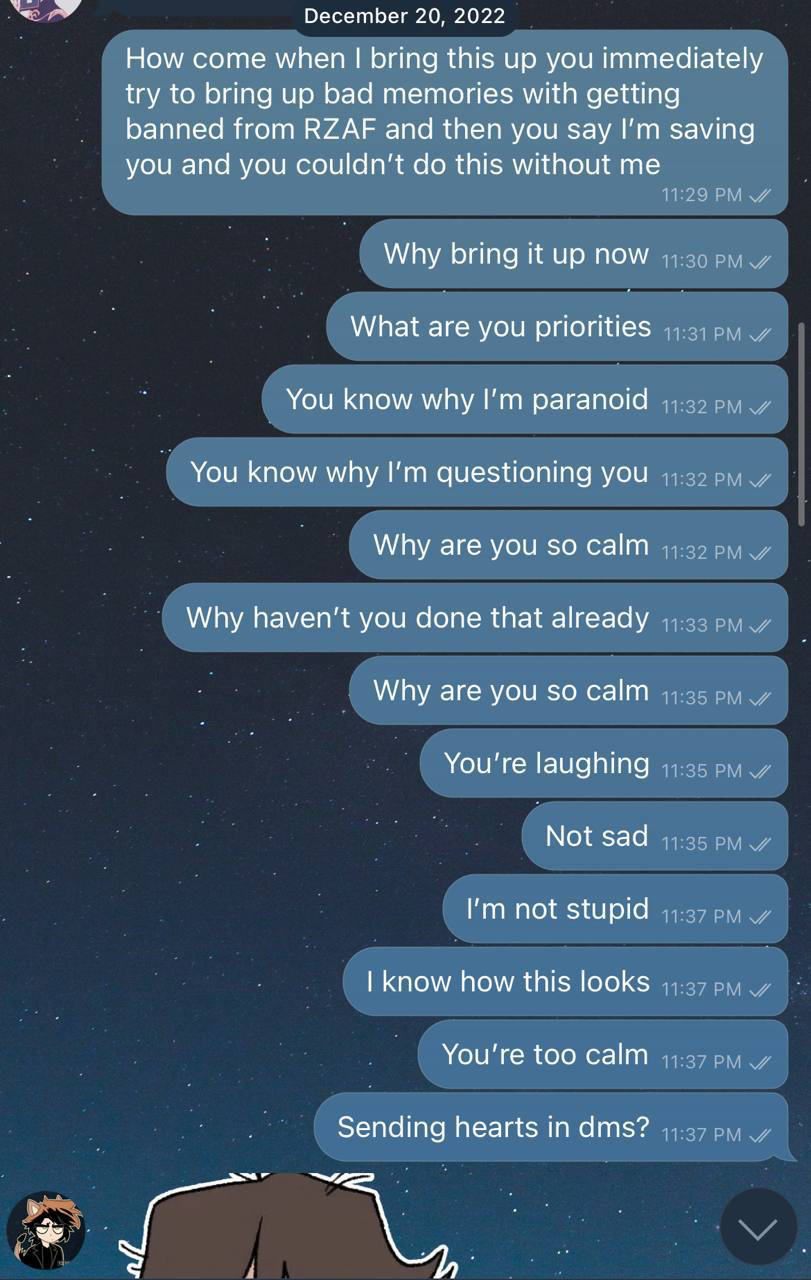 December 20, 2022
How come when I bring this up you immediately
try to bring up bad memories with getting
banned from RZAF and then you say I’m saving
you and you couldn’t do this without me
11:29 PM
Why bring it up now 11:30 PM
What are you priorities 11:31 PM
You know why I’m paranoid 11:32 PM
You know why I’m questioning you 11:32 PM
Why are you so calm 11:32 PM
Why haven’t you done that already 11:33 PM
Why are you so calm 11:35 PM
You’re laughing 11:35 PM
Not sad 11:35 PM
I’m not stupid 11:37 PM
I know how this looks 11:37 PM
You’re too calm 11:37 PM
Sending hearts in dms? 11:37 PM